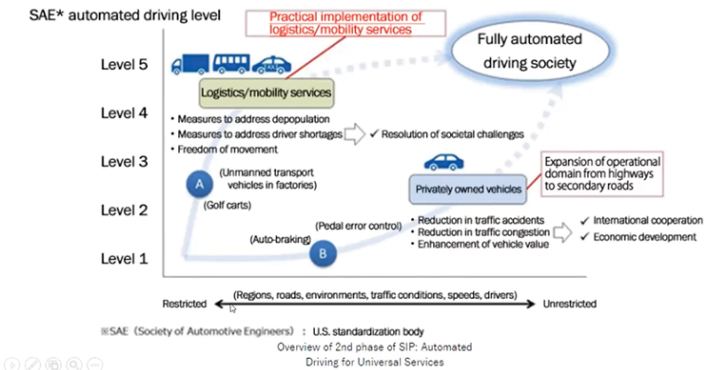 SAE* automated driving level
Practical implementation of
logistics/mobility services
Fully automated
driving society
Level 5
Logistics/mobility services
Level 4
• Measures to address depopulation
• Measures to address driver shortages
• Freedom of movement
✓ Resolution of societal challenges
Level 3
A
(Unmanned transport
vehicles in factories)
(Golf carts)
Privately owned vehicles
Expansion of operational
domain from highways
to secondary roads
Level 2
(Pedal error control)
• Reduction in traffic accidents
• Reduction in traffic congestion
• Enhancement of vehicle value
✓ International cooperation
✓ Economic development
(Auto-braking)
B
Level 1
Restricted
(Regions, roads, environments, traffic conditions, speeds, drivers)
Unrestricted
※SAE (Society of Automotive Engineers) : U.S. standardization body
Overview of 2nd phase of SIP: Automated
Driving for Universal Services